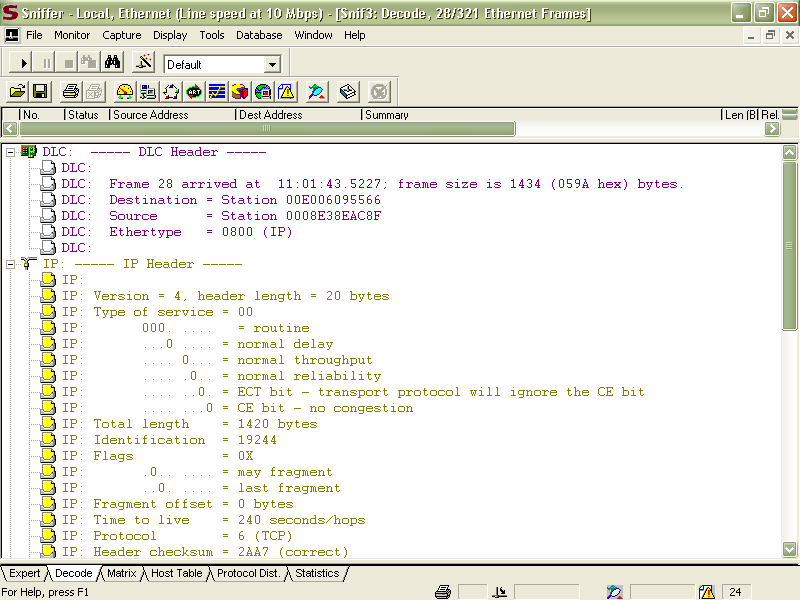 Sniffer - Local, Ethernet (Line speed at 10 Mbps) - [Snif3: Decode, 28/321 Ethernet Frames]
File Monitor Capture Display Tools Database Window Help
Default
ART
No. Status Source Address Dest Address Summary Len (B Rel.
DLC: ----- DLC Header -----
DLC:
DLC: Frame 28 arrived at 11:01:43.5227; frame size is 1434 (059A hex) bytes.
DLC: Destination = Station 00E006095566
DLC: Source = Station 0008E38EAC8F
DLC: Ethertype = 0800 (IP)
DLC:
IP: ----- IP Header -----
IP:
IP: Version = 4, header length = 20 bytes
IP: Type of service = 00
IP: 000. .... = routine
IP: ...0 .... = normal delay
IP: .... 0... = normal throughput
IP: .... .0.. = normal reliability
IP: .... ..0. = ECT bit - transport protocol will ignore the CE bit
IP: .... ...0 = CE bit - no congestion
IP: Total length = 1420 bytes
IP: Identification = 19244
IP: Flags = 0X
IP: .0.. .... = may fragment
IP: ..0. .... = last fragment
IP: Fragment offset = 0 bytes
IP: Time to live = 240 seconds/hops
IP: Protocol = 6 (TCP)
IP: Header checksum = 2AA7 (correct)
Expert Decode Matrix Host Table Protocol Dist. Statistics
For Help, press F1 24